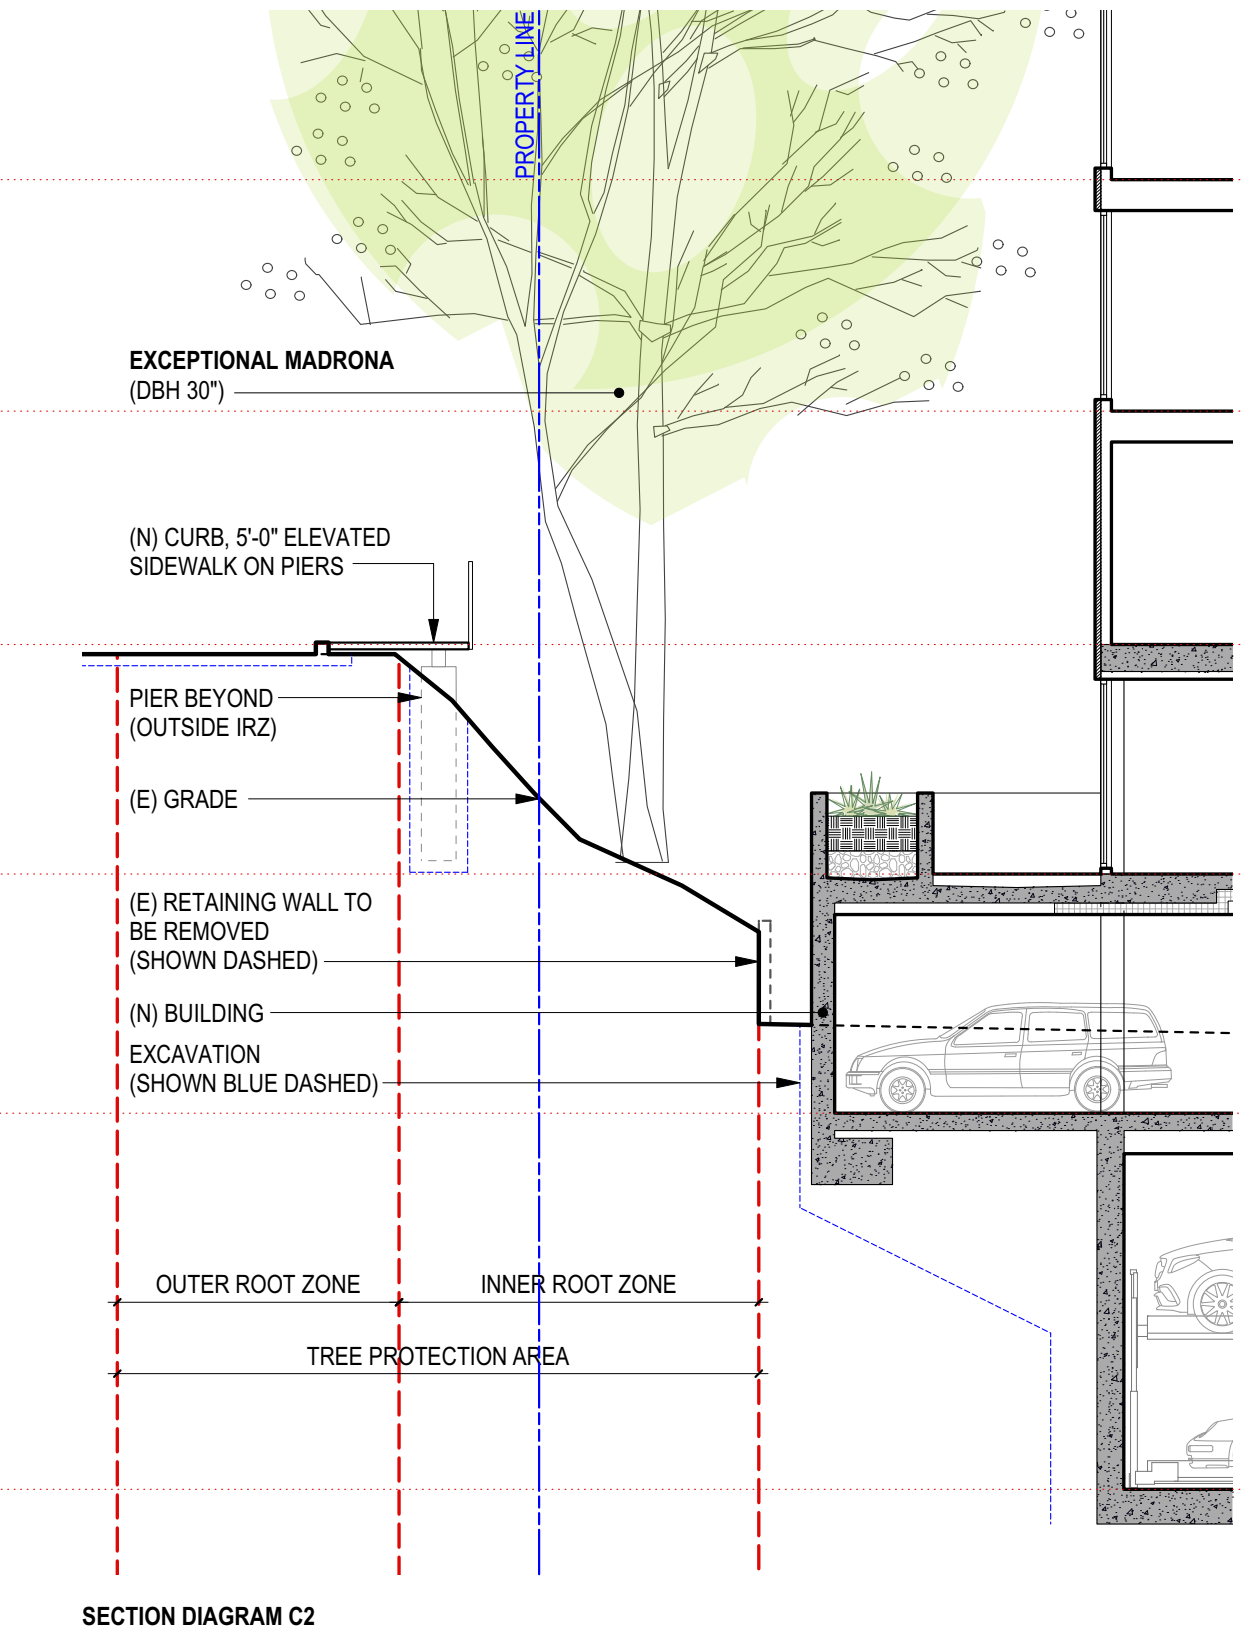 PROPERTY LINE
EXCEPTIONAL MADRONA
(DBH 30")
(N) CURB, 5'-0" ELEVATED
SIDEWALK ON PIERS
PIER BEYOND
(OUTSIDE IRZ)
(E) GRADE
(E) RETAINING WALL TO
BE REMOVED
(SHOWN DASHED)
(N) BUILDING
EXCAVATION
(SHOWN BLUE DASHED)
OUTER ROOT ZONE
INNER ROOT ZONE
TREE PROTECTION AREA
SECTION DIAGRAM C2